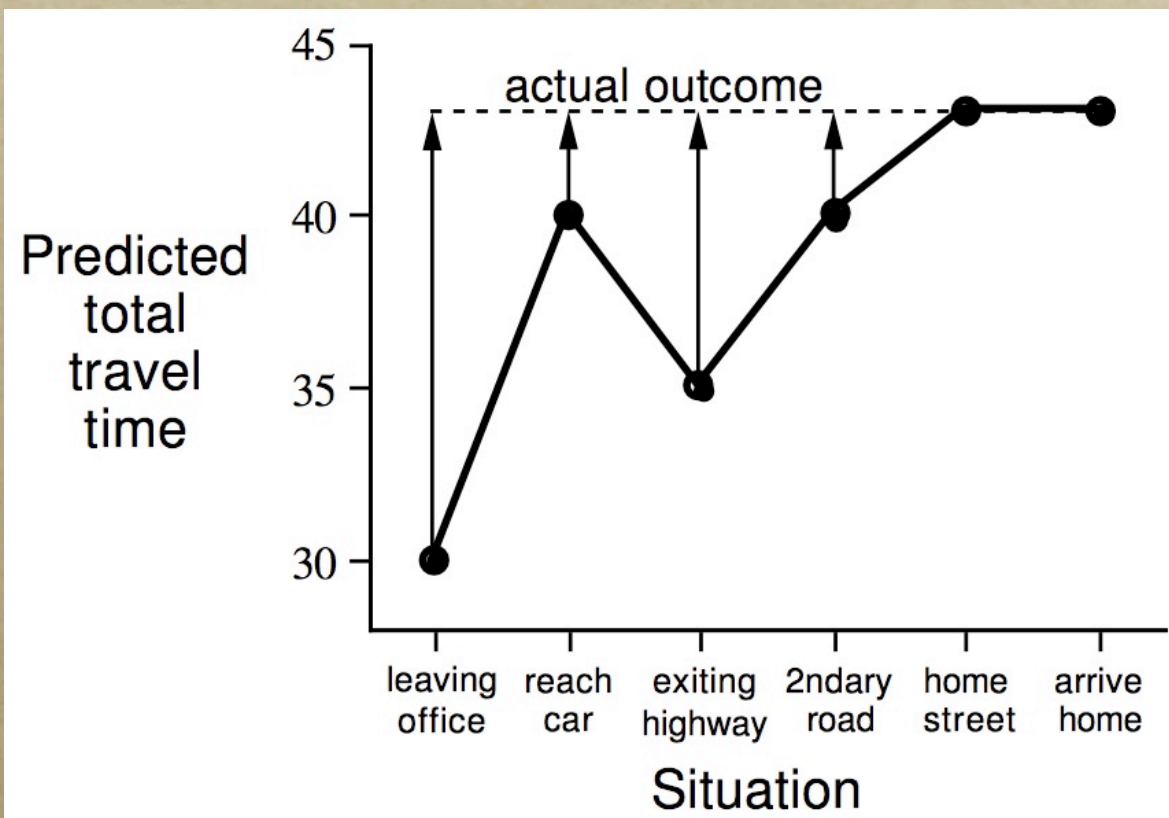 45
actual outcome
40
Predicted
total
travel
time
35
30
leaving
office
reach
car
exiting
highway
2ndary
road
home
street
arrive
home
Situation